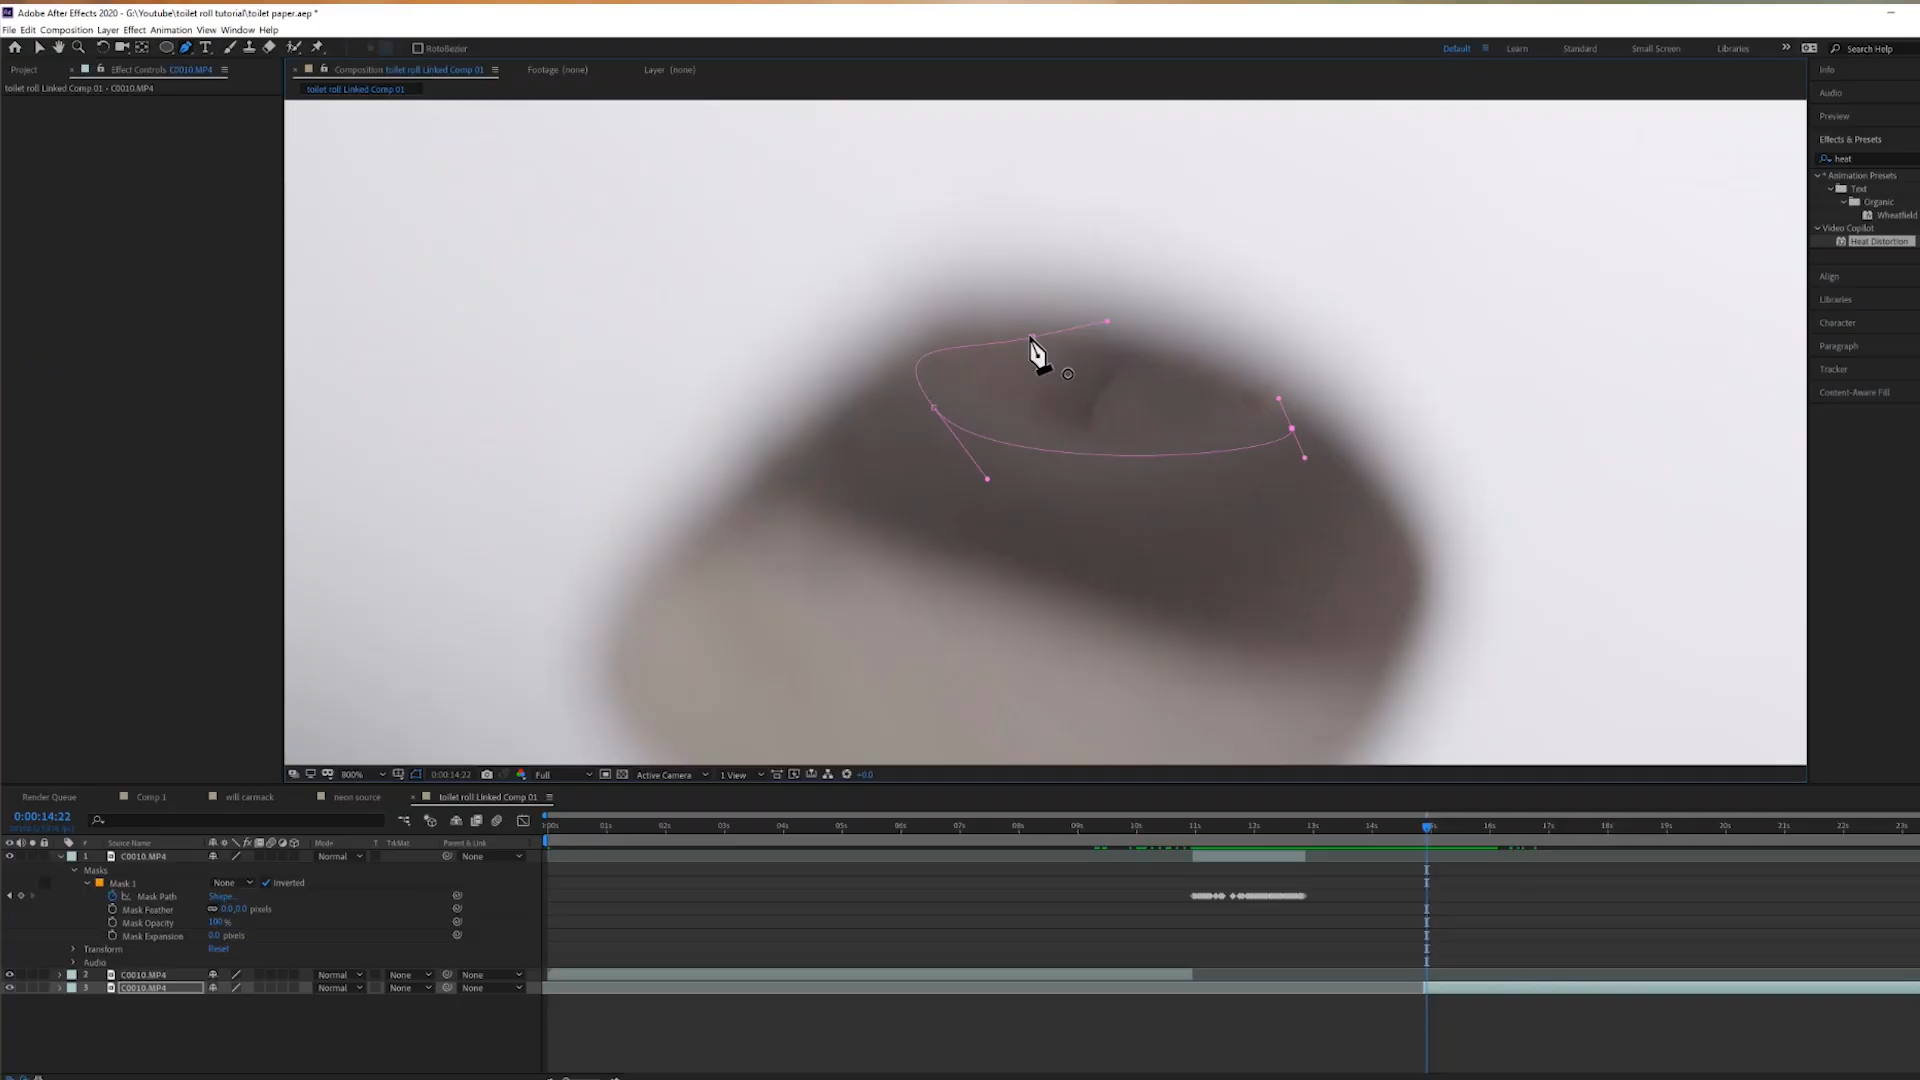 Adobe After Effects 2020 - G:\Youtube\toilet roll tutorial\toilet paper.aep *
File Edit Composition Layer Effect Animation View Window Help
RotoBezier
Default Learn Standard Small Screen Libraries Search Help
Project Effect Controls C0010.MP4 Composition toilet roll Linked Comp 01 Footage (none) Layer (none) Info
toilet roll Linked Comp 01 • C0010.MP4 toilet roll Linked Comp 01
Audio
Preview
Effects & Presets
heat
* Animation Presets
Text
Organic
Wheatfield
Video Copilot
Heat Distortion
Align
Libraries
Character
Paragraph
Tracker
Content-Aware Fill
800% 0:00:14:22 Full Active Camera 1 View +0.0
Render Queue Comp 1 will carmack neon source toilet roll Linked Comp 01
0:00:14:22
:00s 01s 02s 03s 04s 05s 06s 07s 08s 09s 10s 11s 12s 13s 14s 16s 17s 18s 19s 20s 21s 22s 23s
# Source Name Mode T TrkMat Parent & Link
1 C0010.MP4 Normal None
Masks
Mask 1 None Inverted
Mask Path Shape...
Mask Feather 0.0,0.0 pixels
Mask Opacity 100 %
Mask Expansion 0.0 pixels
Transform Reset
Audio
2 C0010.MP4 Normal None None
3 C0010.MP4 Normal None None